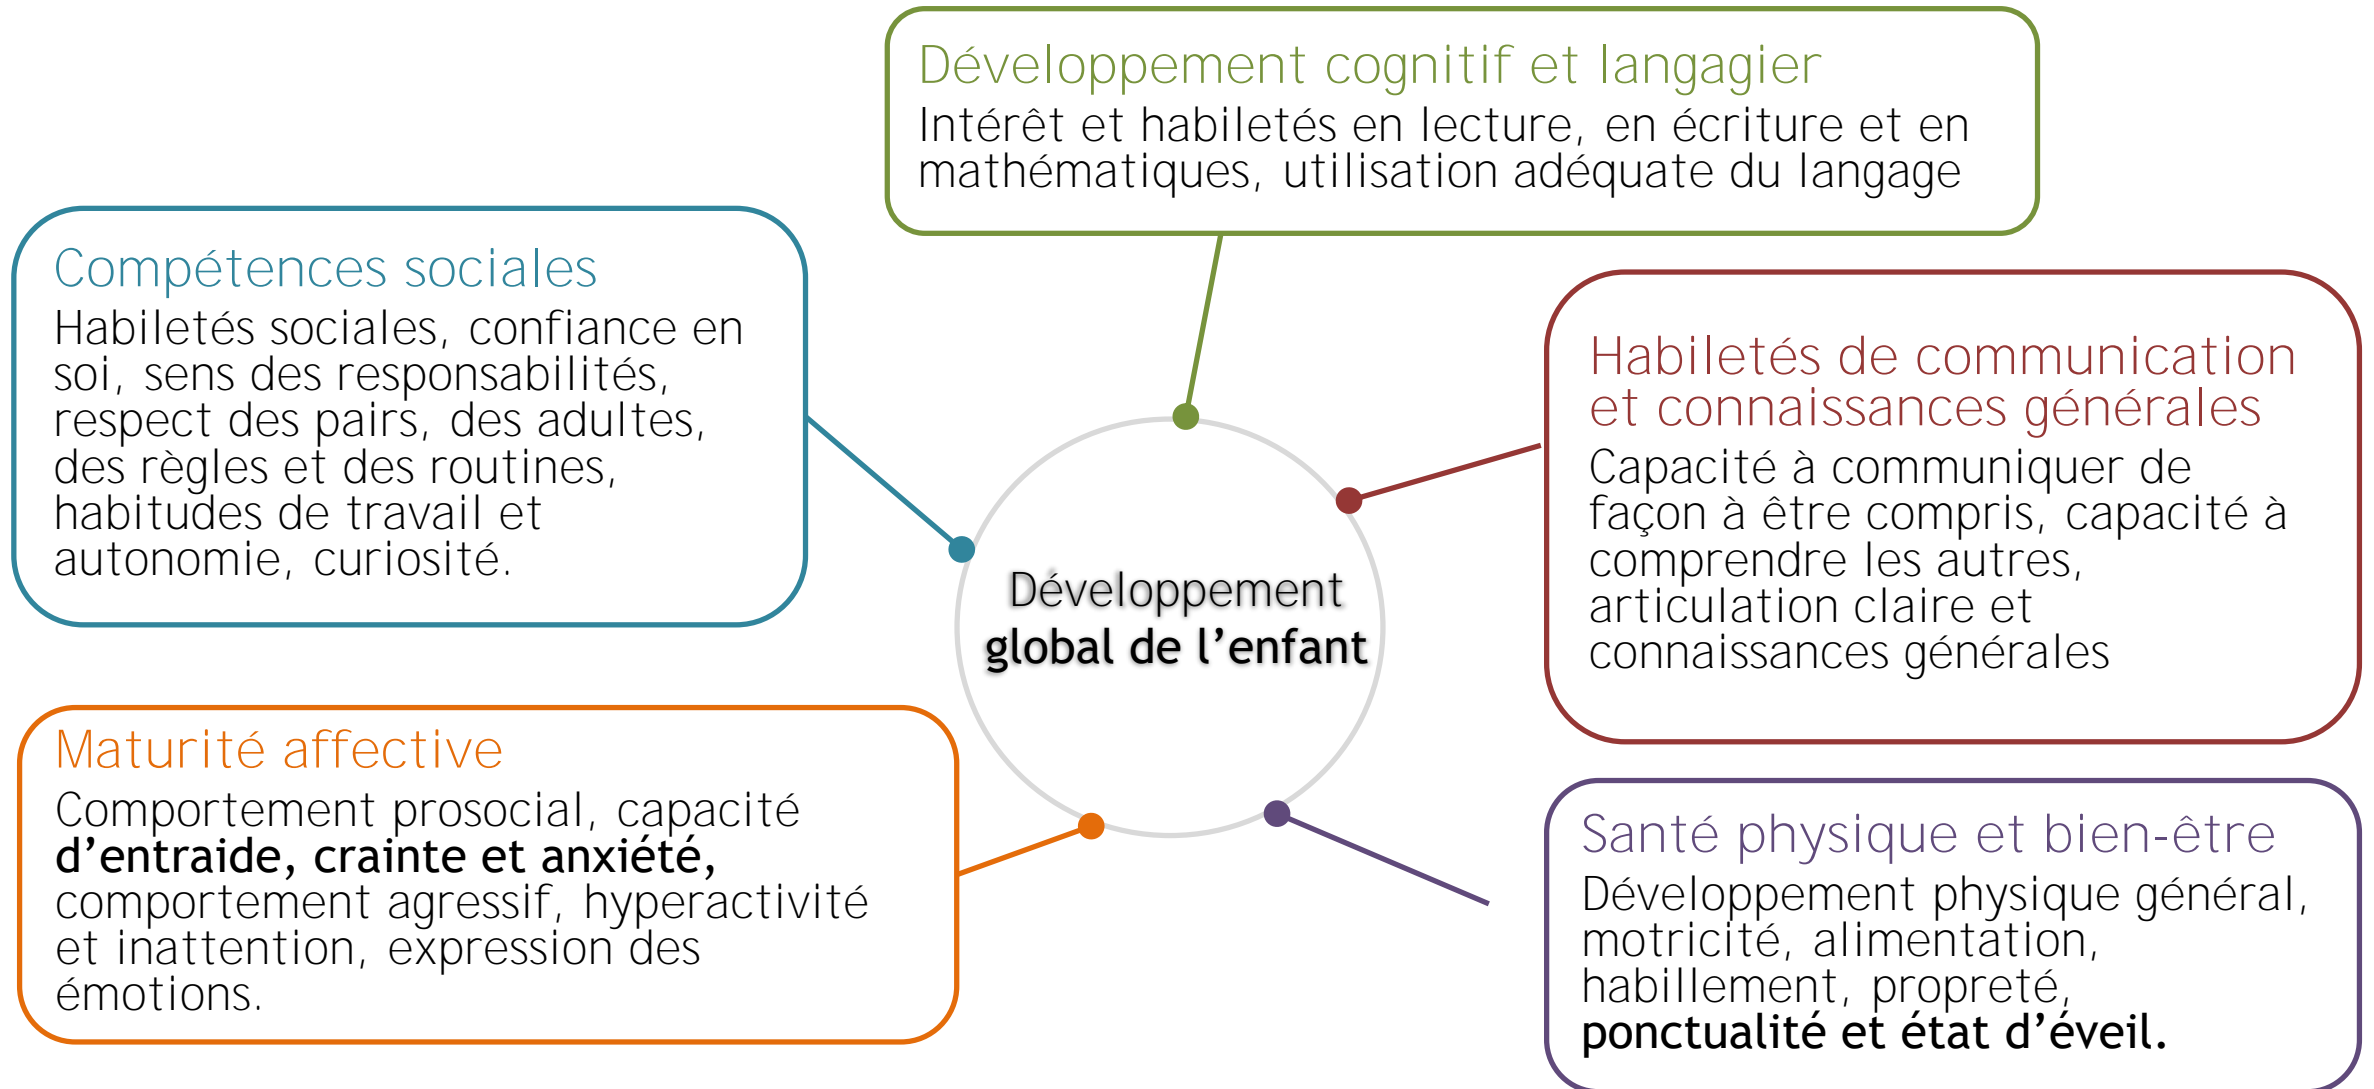 Développement cognitif et langagier
Intérêt et habiletés en lecture, en écriture et en
mathématiques, utilisation adéquate du langage
Compétences sociales
Habiletés sociales, confiance en
soi, sens des responsabilités,
respect des pairs, des adultes,
des règles et des routines,
habitudes de travail et
autonomie, curiosité.
Habiletés de communication
et connaissances générales
Capacité à communiquer de
façon à être compris, capacité à
comprendre les autres,
articulation claire et
connaissances générales
Développement
global de l’enfant
Maturité affective
Comportement prosocial, capacité
d’entraide, crainte et anxiété,
comportement agressif, hyperactivité
et inattention, expression des
émotions.
Santé physique et bien-être
Développement physique général,
motricité, alimentation,
habillement, propreté,
ponctualité et état d’éveil.